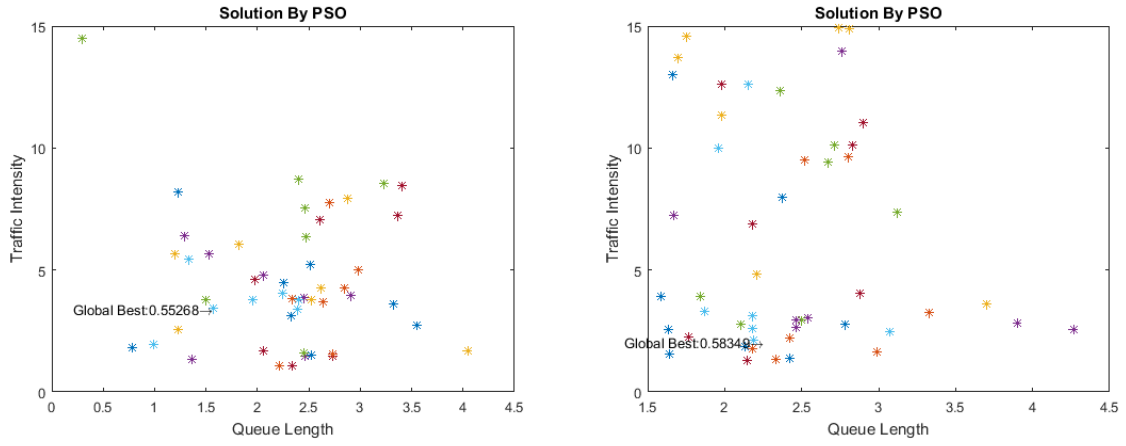 Solution By PSO
15
10
5
0
Traffic Intensity
Global Best:0.55268→
0 0.5 1 1.5 2 2.5 3 3.5 4 4.5
Queue Length
Solution By PSO
15
10
5
0
Traffic Intensity
Global Best:0.58349→
1.5 2 2.5 3 3.5 4 4.5
Queue Length